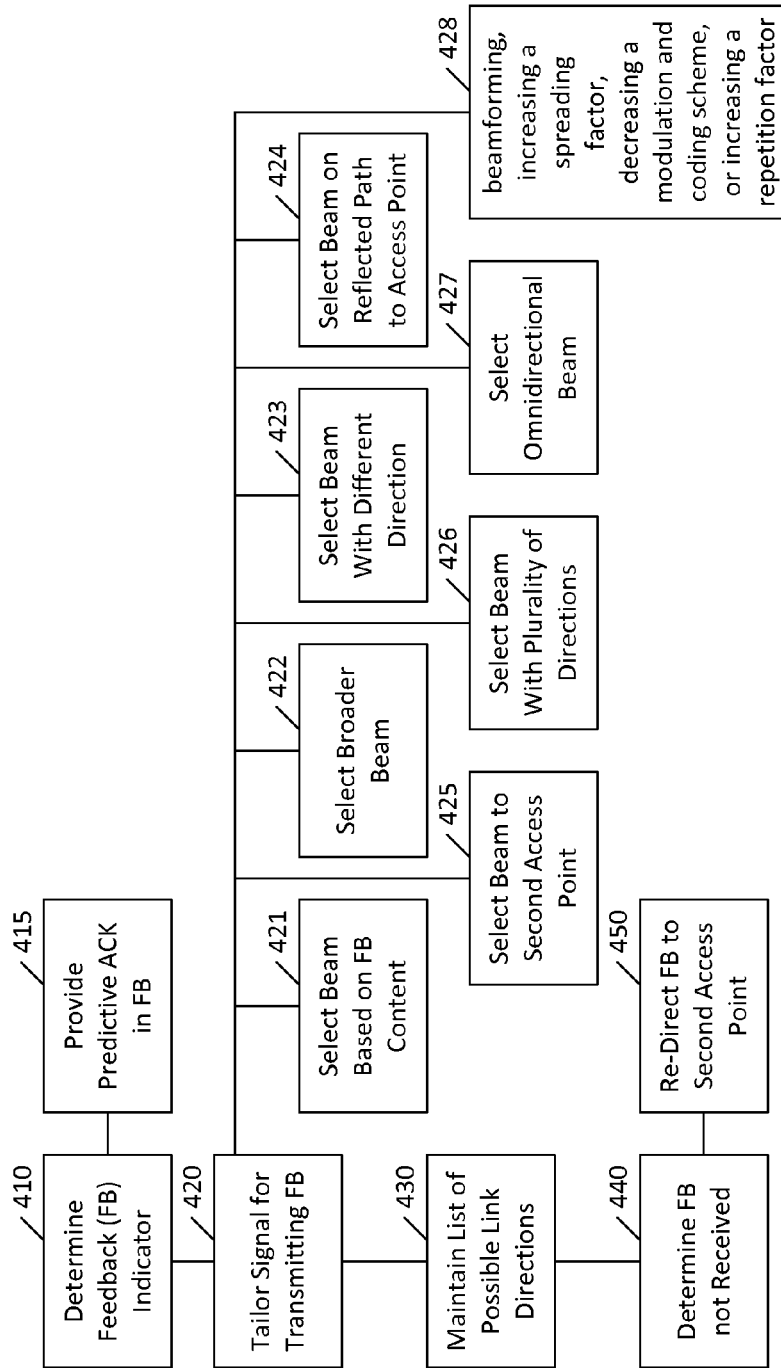 410
Determine
Feedback (FB)
Indicator
415
Provide
Predictive ACK
in FB
420
Tailor Signal for
Transmitting FB
421
Select Beam
Based on FB
Content
422
Select Broader
Beam
423
Select Beam
With Different
Direction
424
Select Beam on
Reflected Path
to Access Point
425
Select Beam to
Second Access
Point
426
Select Beam
With Plurality of
Directions
427
Select
Omnidirectional
Beam
428
beamforming,
increasing a
spreading
factor,
decreasing a
modulation and
coding scheme,
or increasing a
repetition factor
430
Maintain List of
Possible Link
Directions
440
Determine FB
not Received
450
Re-Direct FB to
Second Access
Point